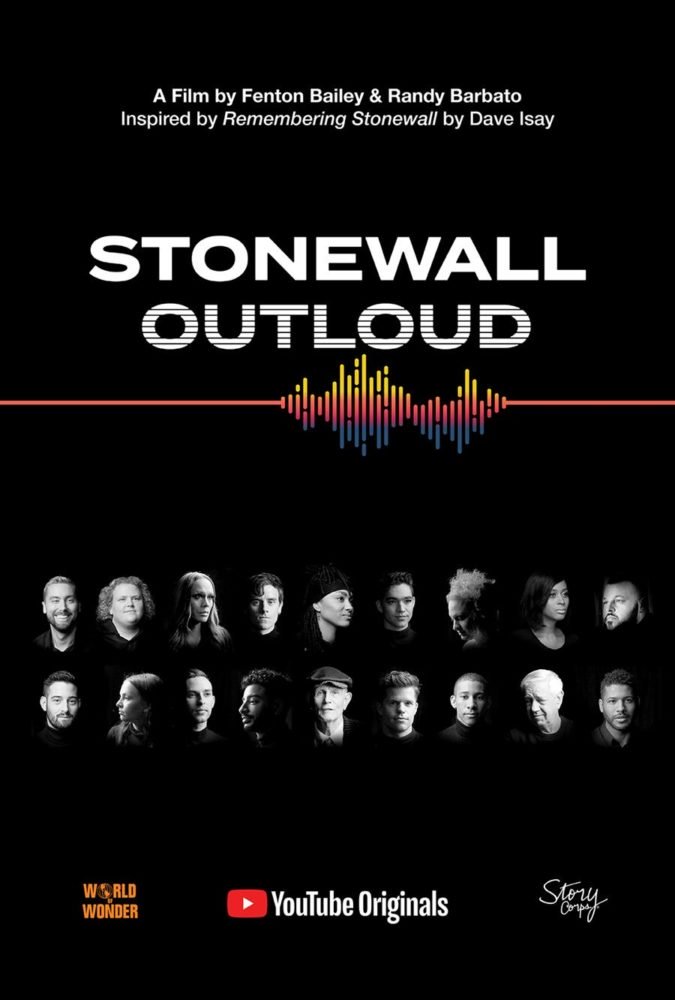 A Film by Fenton Bailey & Randy Barbato
Inspired by Remembering Stonewall by Dave Isay
STONEWALL
OUTLOUD
WORLD
OF
WONDER
YouTube Originals
Story
Corps